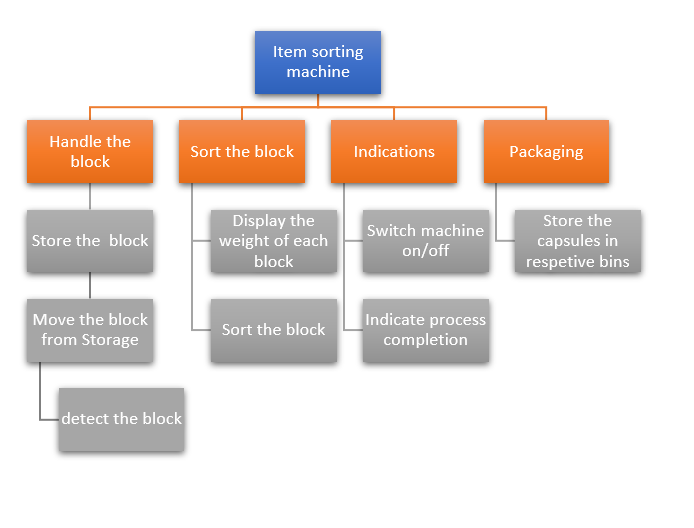 Item sorting
machine
Handle the
block
Sort the block
Indications
Packaging
Store the  block
Display the
weight of each
block
Switch machine
on/off
Store the
capsules in
respetive bins
Move the block
from Storage
Sort the block
Indicate process
completion
detect the block